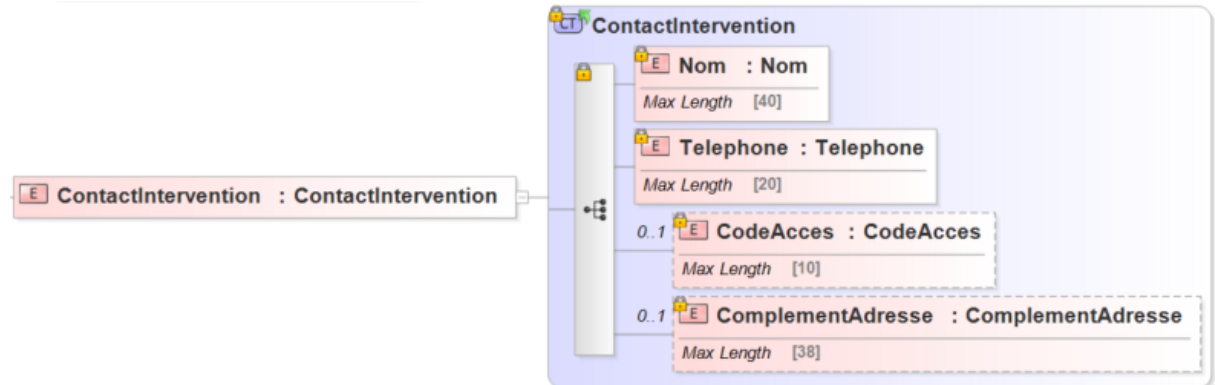 CT ContactIntervention
E Nom : Nom
Max Length [40]
E Telephone : Telephone
Max Length [20]
E ContactIntervention : ContactIntervention
0..1 E CodeAcces : CodeAcces
Max Length [10]
0..1 E ComplementAdresse : ComplementAdresse
Max Length [38]